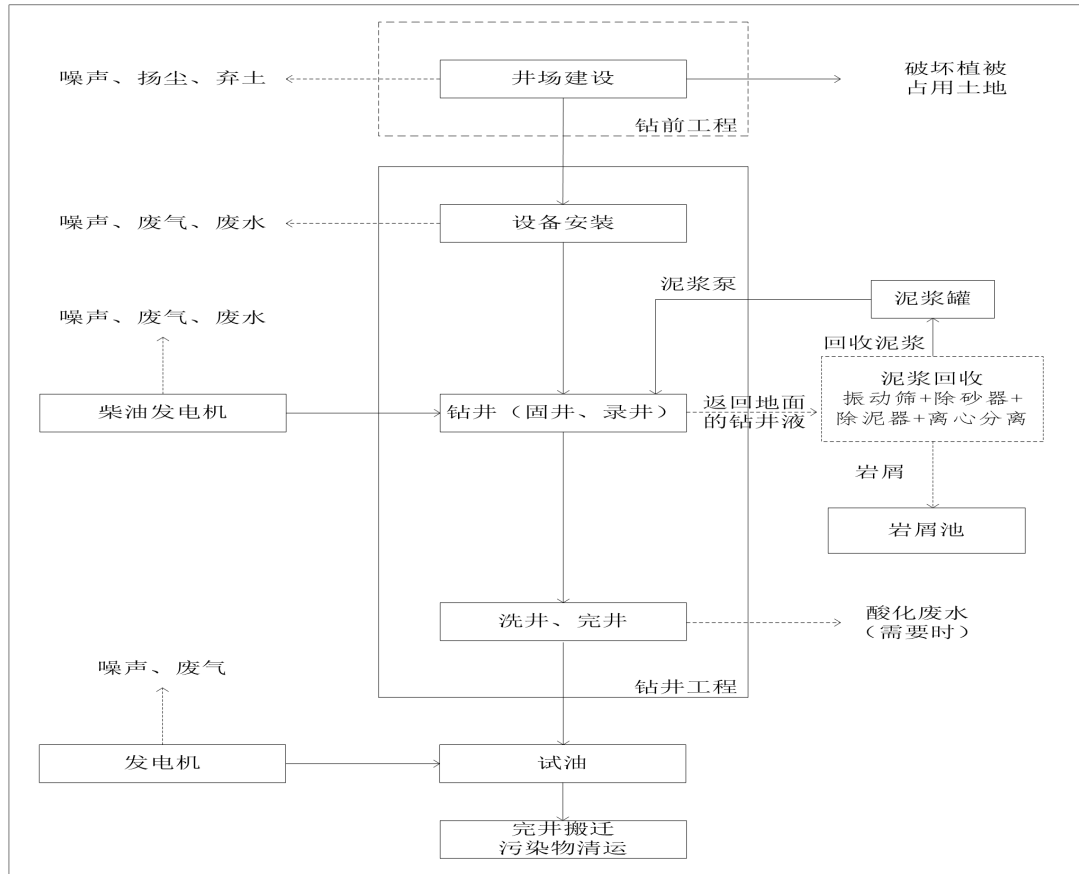 噪声、扬尘、弃土
井场建设
破坏植被
占用土地
钻前工程
噪声、废气、废水
设备安装
泥浆泵
泥浆罐
噪声、废气、废水
回收泥浆
泥浆回收
振动筛+除砂器+
除泥器+离心分离
柴油发电机
钻井（固井、录井）
返回地面
的钻井液
岩屑
岩屑池
洗井、完井
酸化废水
（需要时）
噪声、废气
钻井工程
发电机
试油
完井搬迁
污染物清运